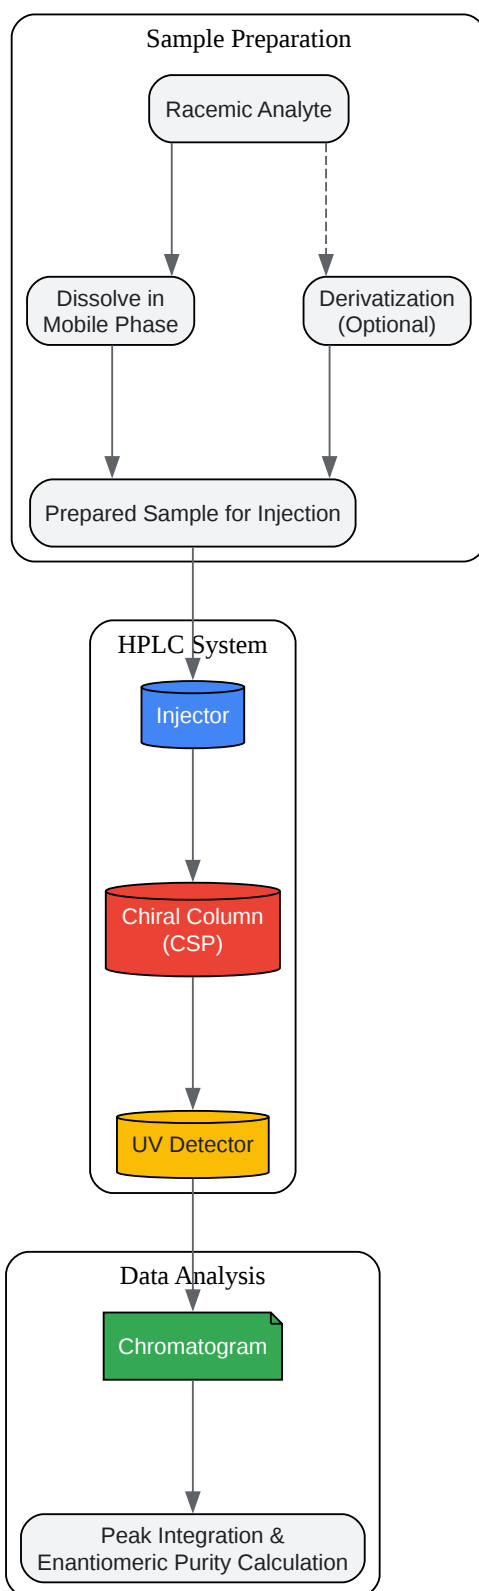 Sample Preparation
Racemic Analyte
Dissolve in
Mobile Phase
Derivatization
(Optional)
Prepared Sample for Injection
HPLC System
Injector
Chiral Column
(CSP)
UV Detector
Data Analysis
Chromatogram
Peak Integration &
Enantiomeric Purity Calculation